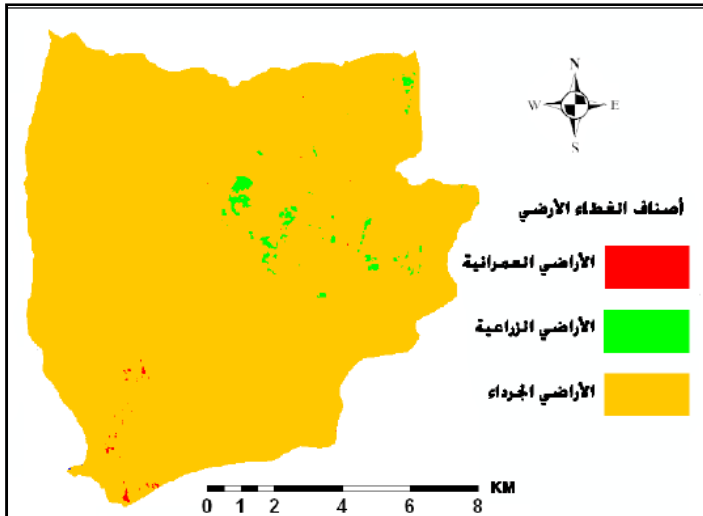 N
W E
S
أصناف الغطاء الأرضي
الأراضي العمرانية
الأراضي الزراعية
الأراضي الجرداء
KM
0 1 2 4 6 8